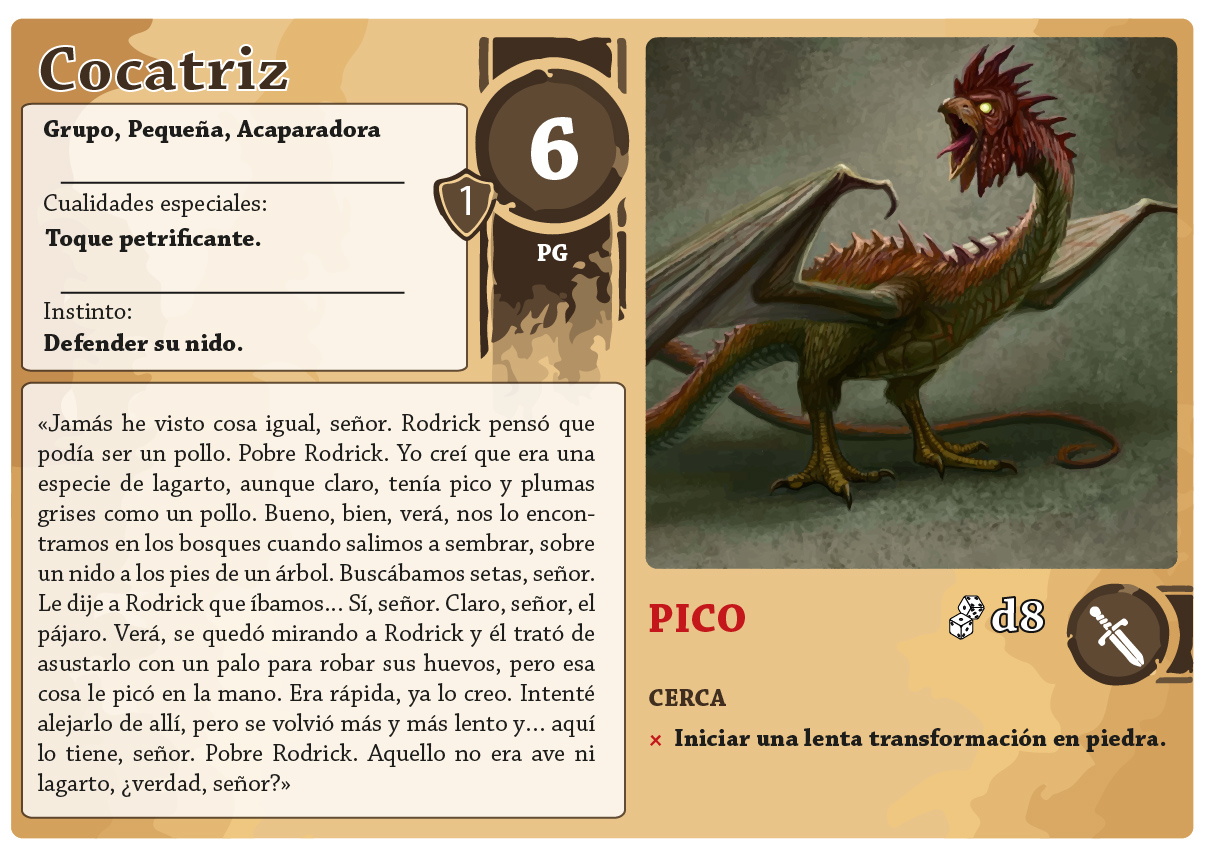 Cocatriz
Grupo, Pequeña, Acaparadora
Cualidades especiales:
Toque petrificante.
Instinto:
Defender su nido.
1
6
PG
«Jamás he visto cosa igual, señor. Rodrick pensó que
podía ser un pollo. Pobre Rodrick. Yo creí que era una
especie de lagarto, aunque claro, tenía pico y plumas
grises como un pollo. Bueno, bien, verá, nos lo encon-
tramos en los bosques cuando salimos a sembrar, sobre
un nido a los pies de un árbol. Buscábamos setas, señor.
Le dije a Rodrick que íbamos... Sí, señor. Claro, señor, el
pájaro. Verá, se quedó mirando a Rodrick y él trató de
asustarlo con un palo para robar sus huevos, pero esa
cosa le picó en la mano. Era rápida, ya lo creo. Intenté
alejarlo de allí, pero se volvió más y más lento y... aquí
lo tiene, señor. Pobre Rodrick. Aquello no era ave ni
lagarto, ¿verdad, señor?»
PICO
d8
CERCA
× Iniciar una lenta transformación en piedra.